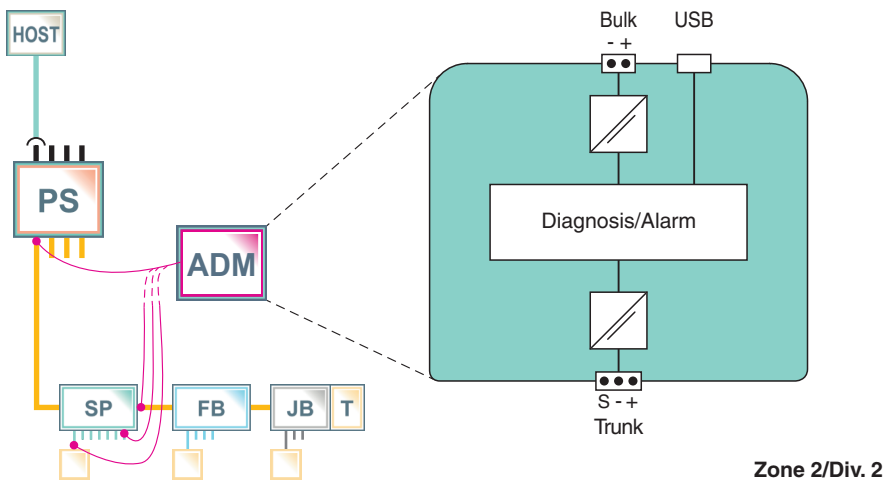 HOST
PS
ADM
SP
FB
JB
T
Bulk
- +
USB
Diagnosis/Alarm
S - +
Trunk
Zone 2/Div. 2